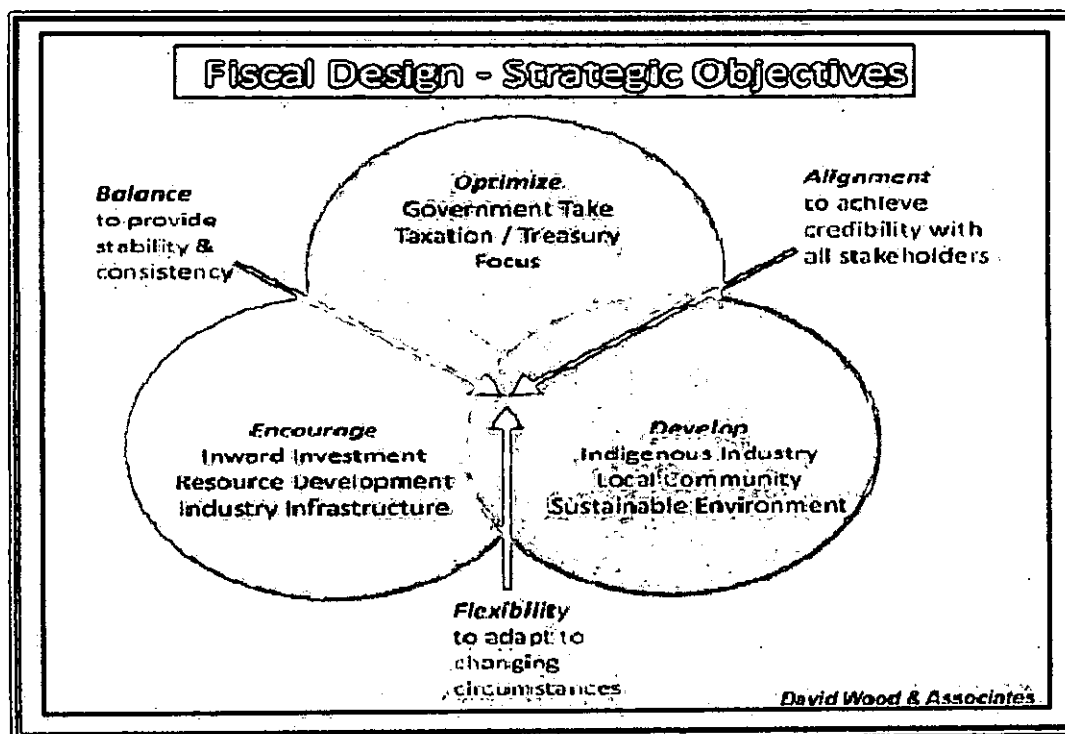 Fiscal Design - Strategic Objectives
Balance
to provide
stability &
consistency
Optimize
Government Take
Taxation / Treasury
Focus
Alignment
to achieve
credibility with
all stakeholders
Encourage
Inward Investment
Resource Development
Industry Infrastructure
Develop
Indigenous Industry
Local Community
Sustainable Environment
Flexibility
to adapt to
changing
circumstances
David Wood & Associates